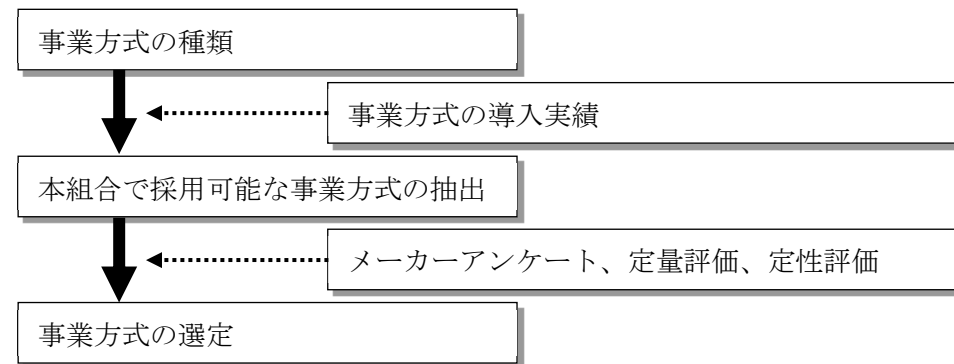 事業方式の種類
事業方式の導入実績
本組合で採用可能な事業方式の抽出
メーカーアンケート、定量評価、定性評価
事業方式の選定